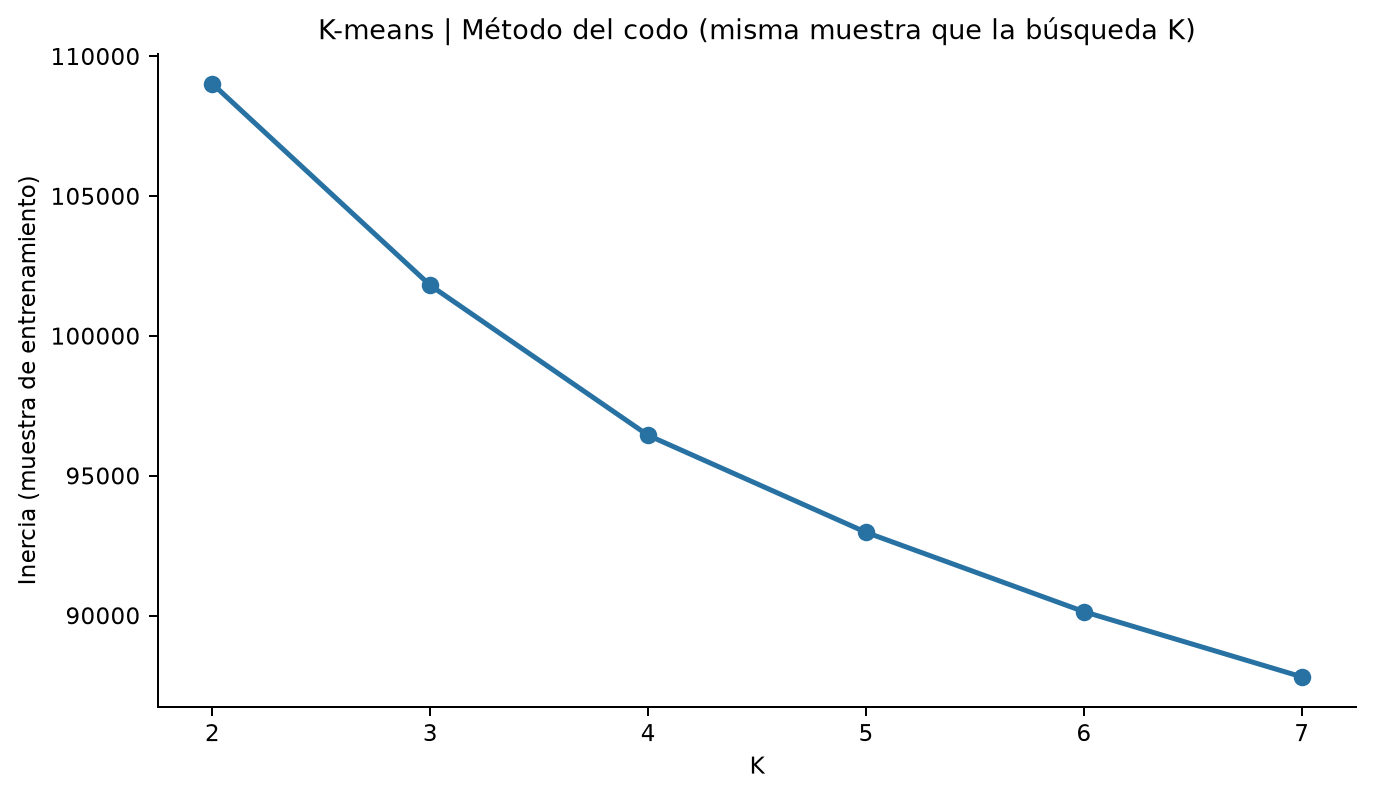 K-means | Método del codo (misma muestra que la búsqueda K)
Inercia (muestra de entrenamiento)
110000
105000
100000
95000
90000
2 3 4 5 6 7
K